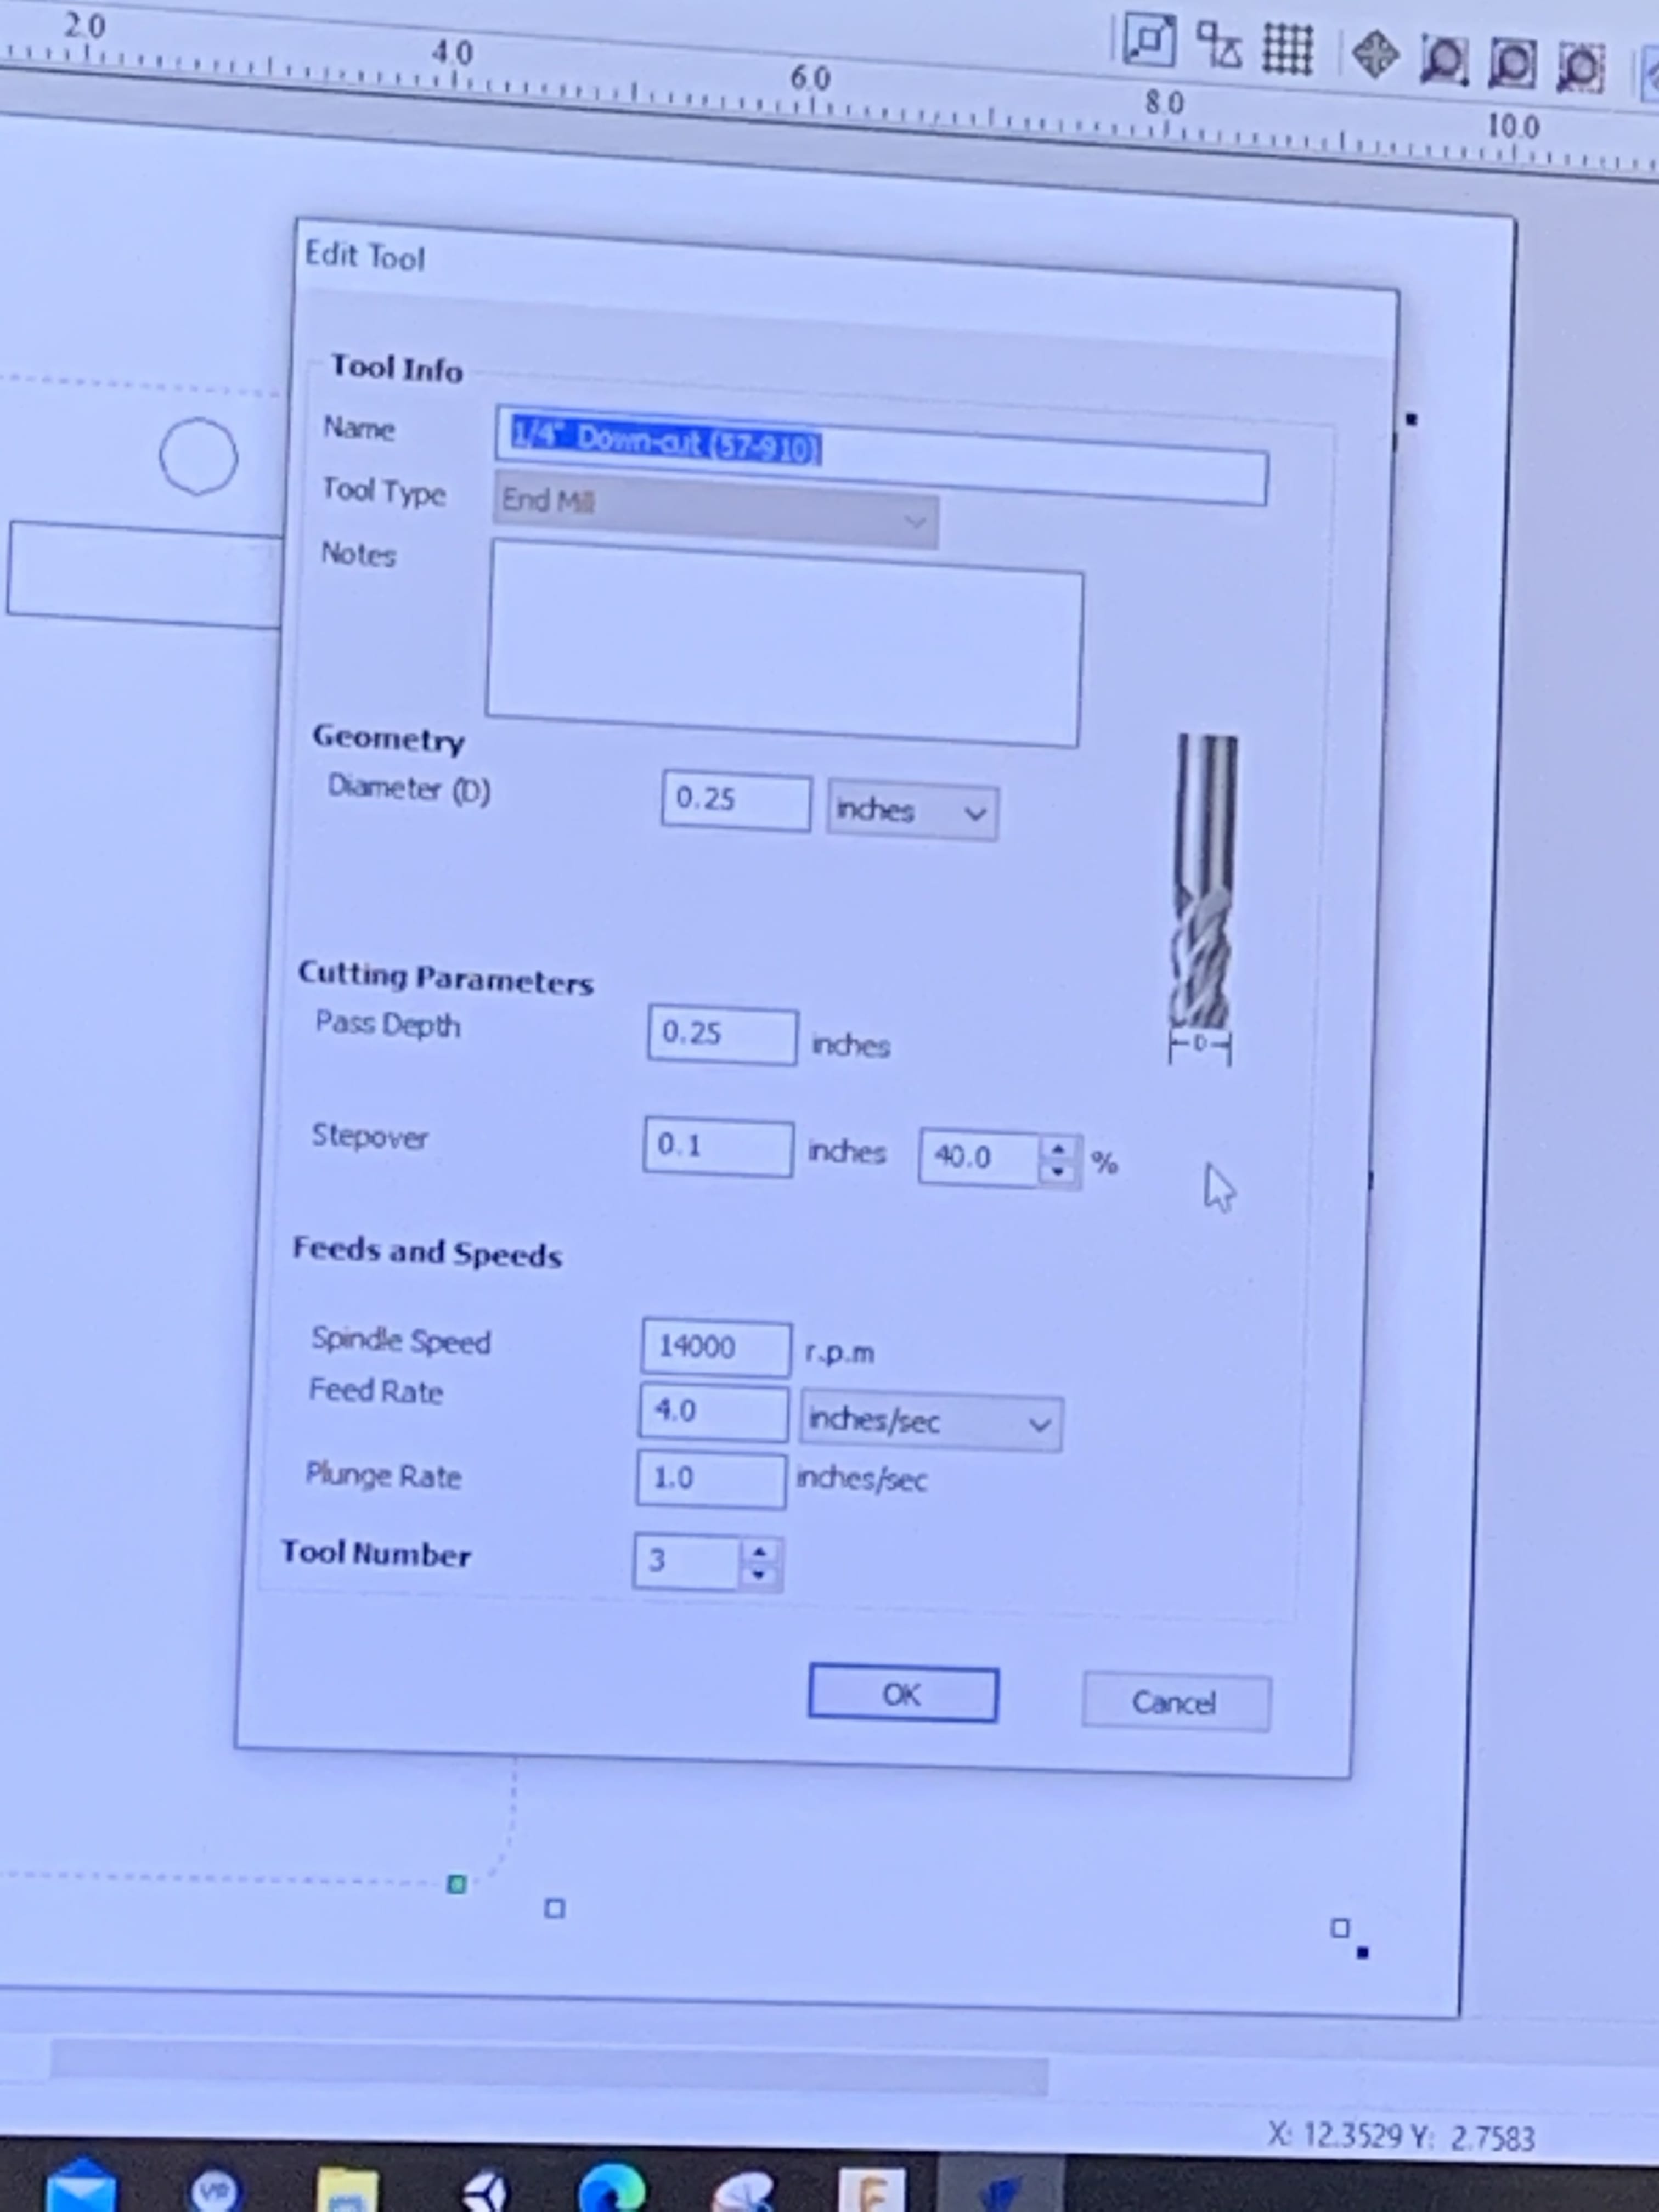 2.0 4.0 6.0 8.0 10.0
Edit Tool
Tool Info
Name 1/4" Down-cut (57-910)
Tool Type End Mill
Notes
Geometry
Diameter (D) 0.25 inches
Cutting Parameters
Pass Depth 0.25 inches
D
Stepover 0.1 inches 40.0 %
Feeds and Speeds
Spindle Speed 14000 r.p.m
Feed Rate 4.0 inches/sec
Plunge Rate 1.0 inches/sec
Tool Number 3
OK Cancel
X: 12.3529 Y: 2.7583
VR
F